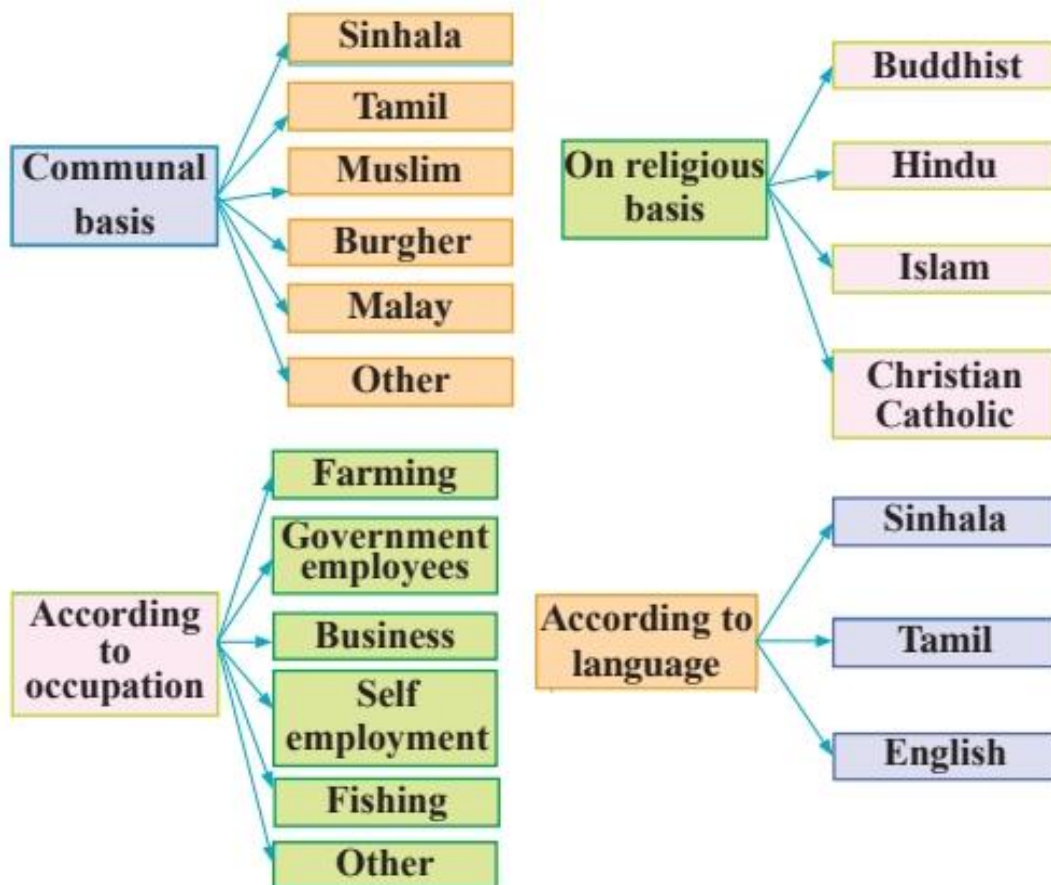 Communal
basis
Sinhala
Tamil
Muslim
Burgher
Malay
Other
On religious
basis
Buddhist
Hindu
Islam
Christian
Catholic
According
to
occupation
Farming
Government
employees
Business
Self
employment
Fishing
Other
According to
language
Sinhala
Tamil
English